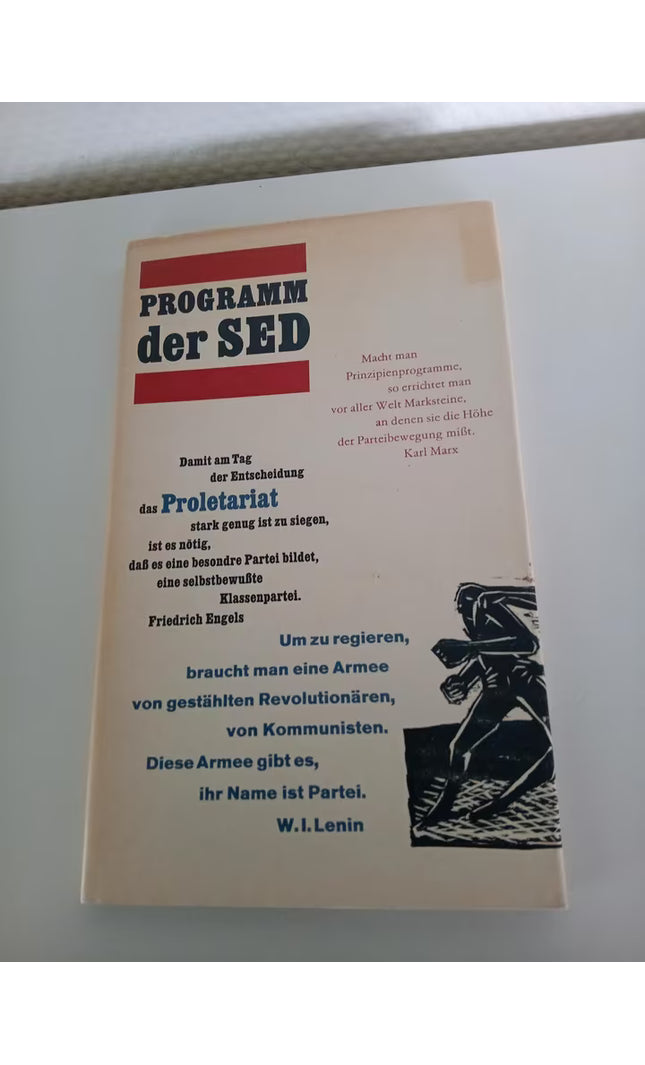 PROGRAMM
der SED
Macht man
Prinzipienprogramme,
so errichtet man
vor aller Welt Marksteine,
an denen sie die Höhe
der Parteibewegung mißt.
Karl Marx
Damit am Tag
der Entscheidung
das Proletariat
stark genug ist zu siegen,
ist es nötig,
daß es eine besondre Partei bildet,
eine selbstbewußte
Klassenpartei.
Friedrich Engels
Um zu regieren,
braucht man eine Armee
von gestählten Revolutionären,
von Kommunisten.
Diese Armee gibt es,
ihr Name ist Partei.
W. I. Lenin